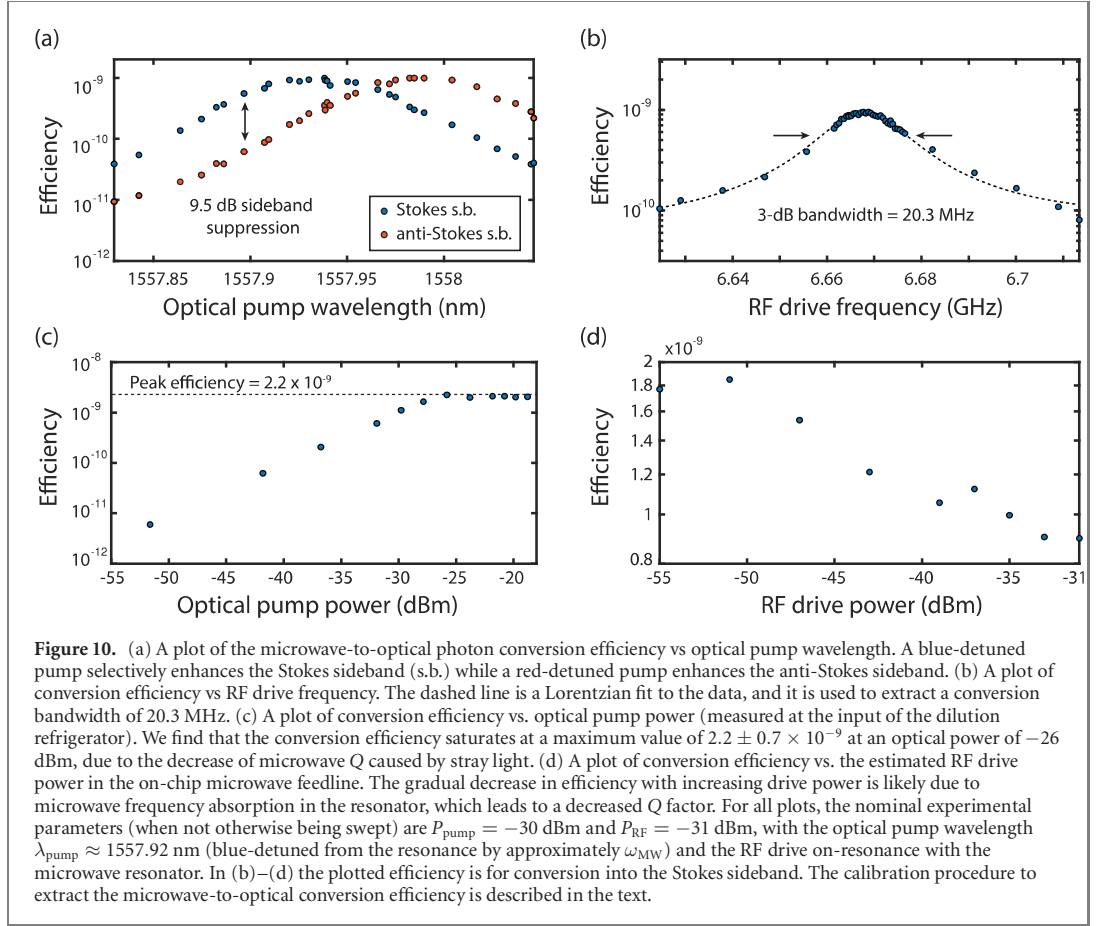 (a)
10⁻⁹
10⁻¹⁰
10⁻¹¹
10⁻¹²
Efficiency
9.5 dB sideband
suppression
Stokes s.b.
anti-Stokes s.b.
1557.85
1557.9
1557.95
1558
Optical pump wavelength (nm)
(b)
10⁻⁹
10⁻¹⁰
Efficiency
3-dB bandwidth = 20.3 MHz
6.64
6.66
6.68
6.7
RF drive frequency (GHz)
(c)
10⁻⁸
10⁻⁹
10⁻¹⁰
10⁻¹¹
10⁻¹²
Efficiency
Peak efficiency = 2.2 x 10⁻⁹
-55
-50
-45
-40
-35
-30
-25
-20
Optical pump power (dBm)
(d)
x10⁻⁹
2
1.8
1.6
1.4
1.2
1
0.8
Efficiency
-55
-50
-45
-40
-35
-31
RF drive power (dBm)
Figure 10. (a) A plot of the microwave-to-optical photon conversion efficiency vs optical pump wavelength. A blue-detuned
pump selectively enhances the Stokes sideband (s.b.) while a red-detuned pump enhances the anti-Stokes sideband. (b) A plot of
conversion efficiency vs RF drive frequency. The dashed line is a Lorentzian fit to the data, and it is used to extract a conversion
bandwidth of 20.3 MHz. (c) A plot of conversion efficiency vs. optical pump power (measured at the input of the dilution
refrigerator). We find that the conversion efficiency saturates at a maximum value of 2.2 ± 0.7 × 10⁻⁹ at an optical power of −26
dBm, due to the decrease of microwave Q caused by stray light. (d) A plot of conversion efficiency vs. the estimated RF drive
power in the on-chip microwave feedline. The gradual decrease in efficiency with increasing drive power is likely due to
microwave frequency absorption in the resonator, which leads to a decreased Q factor. For all plots, the nominal experimental
parameters (when not otherwise being swept) are P_pump = −30 dBm and P_RF = −31 dBm, with the optical pump wavelength
λ_pump ≈ 1557.92 nm (blue-detuned from the resonance by approximately ω_MW) and the RF drive on-resonance with the
microwave resonator. In (b)–(d) the plotted efficiency is for conversion into the Stokes sideband. The calibration procedure to
extract the microwave-to-optical conversion efficiency is described in the text.